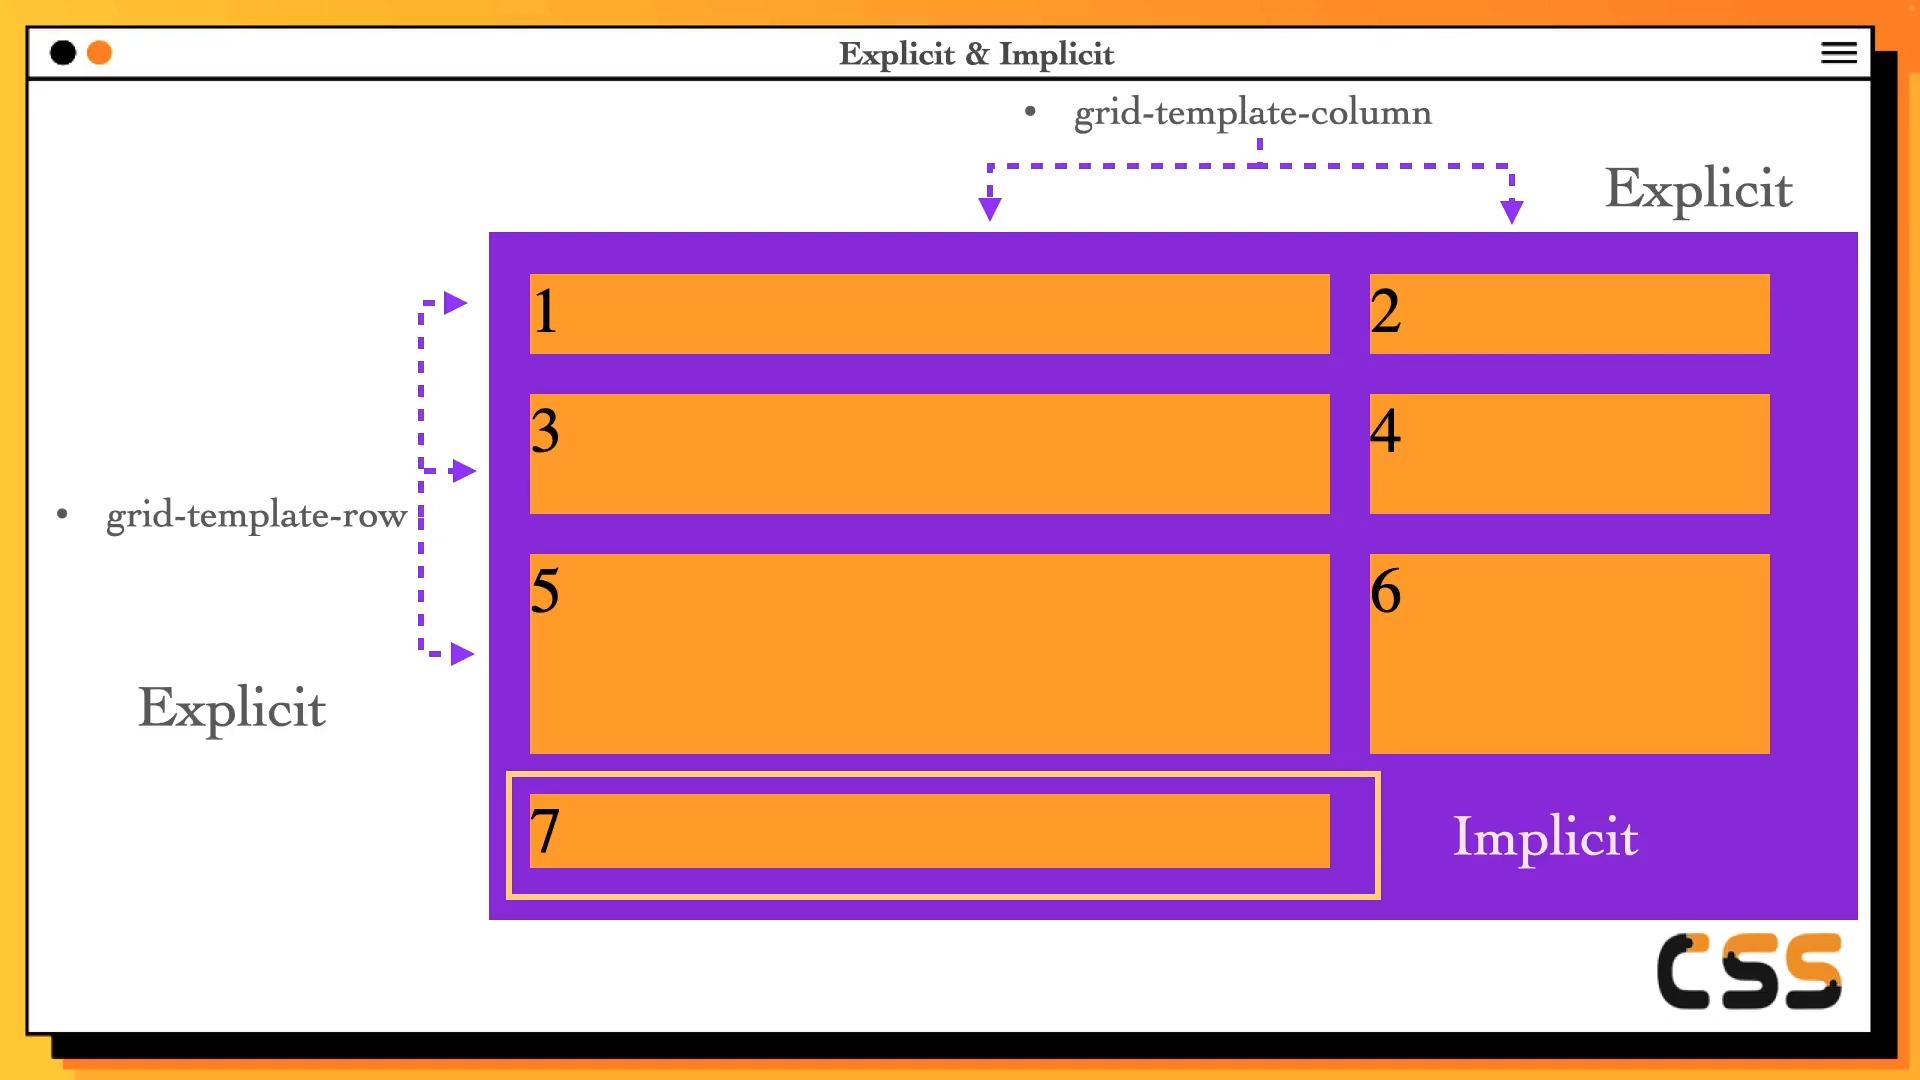 Explicit & Implicit
• grid-template-column
Explicit
1
2
3
4
• grid-template-row
5
6
Explicit
7
Implicit
CSS